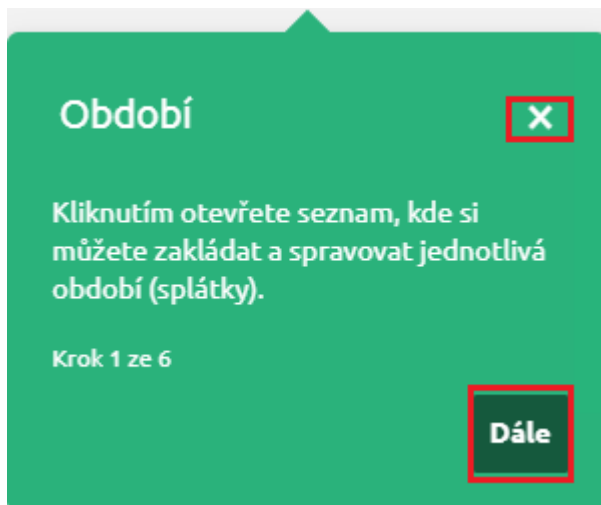 Období
Kliknutím otevřete seznam, kde si
můžete zakládat a spravovat jednotlivá
období (splátky).
Krok 1 ze 6
Dále